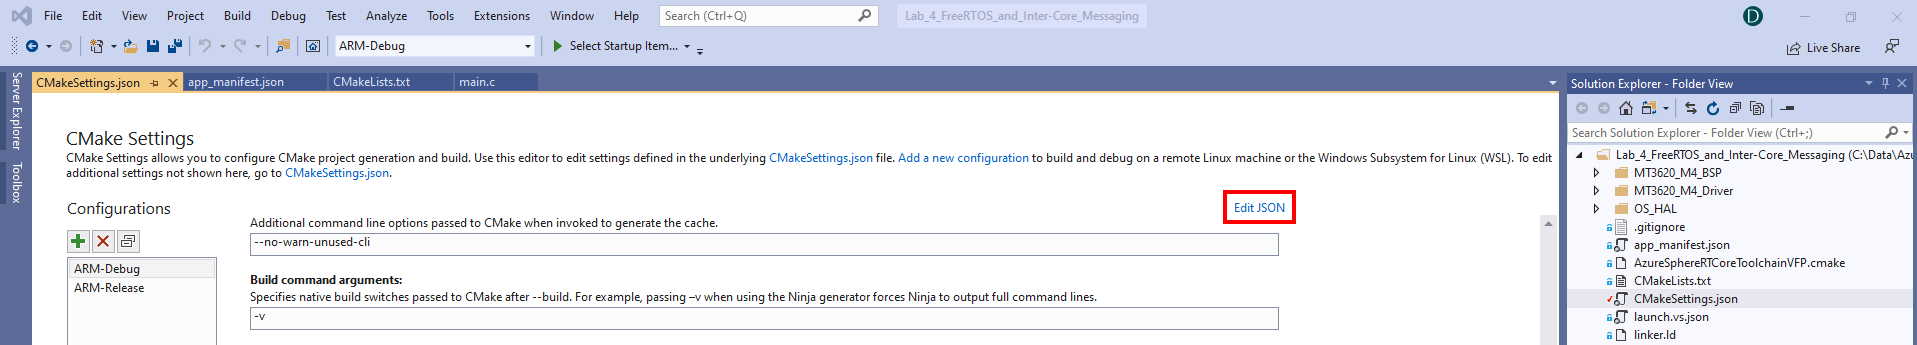 File Edit View Project Build Debug Test Analyze Tools Extensions Window Help Search (Ctrl+Q) Lab_4_FreeRTOS_and_Inter-Core_Messaging D
ARM-Debug Select Startup Item... Live Share
Server Explorer
Toolbox
CMakeSettings.json app_manifest.json CMakeLists.txt main.c
CMake Settings
CMake Settings allows you to configure CMake project generation and build. Use this editor to edit settings defined in the underlying CMakeSettings.json file. Add a new configuration to build and debug on a remote Linux machine or the Windows Subsystem for Linux (WSL). To edit
additional settings not shown here, go to CMakeSettings.json.
Configurations
Edit JSON
ARM-Debug
ARM-Release
Additional command line options passed to CMake when invoked to generate the cache.
--no-warn-unused-cli
Build command arguments:
Specifies native build switches passed to CMake after --build. For example, passing –v when using the Ninja generator forces Ninja to output full command lines.
-v
Solution Explorer - Folder View
Search Solution Explorer - Folder View (Ctrl+;)
Lab_4_FreeRTOS_and_Inter-Core_Messaging (C:\Data\Azu
MT3620_M4_BSP
MT3620_M4_Driver
OS_HAL
.gitignore
app_manifest.json
AzureSphereRTCoreToolchainVFP.cmake
CMakeLists.txt
CMakeSettings.json
launch.vs.json
linker.ld